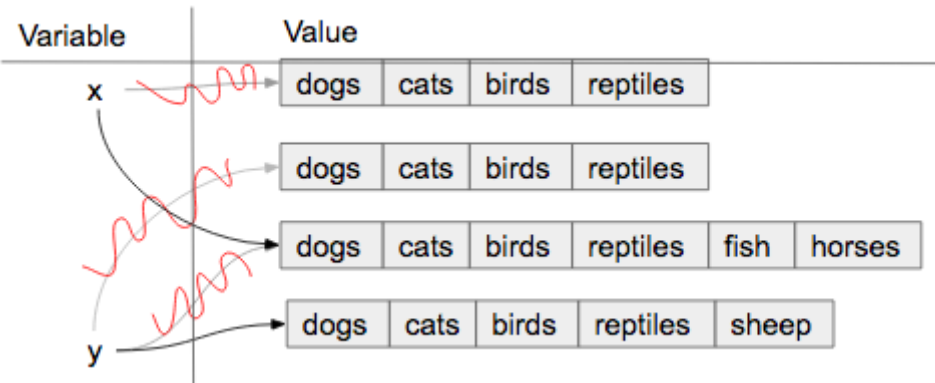 Variable Value
x dogs cats birds reptiles
dogs cats birds reptiles
dogs cats birds reptiles fish horses
dogs cats birds reptiles sheep
y